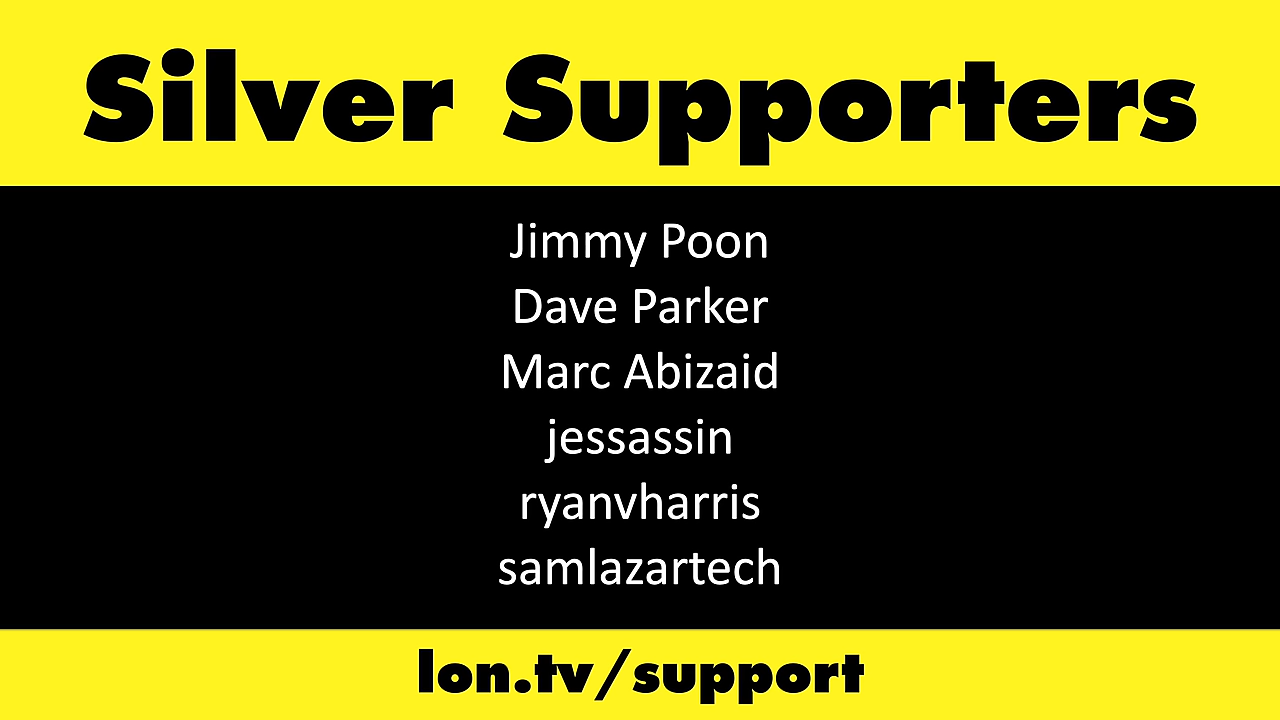 Silver Supporters
Jimmy Poon
Dave Parker
Marc Abizaid
jessassin
ryanvharris
samlazartech
lon.tv/support